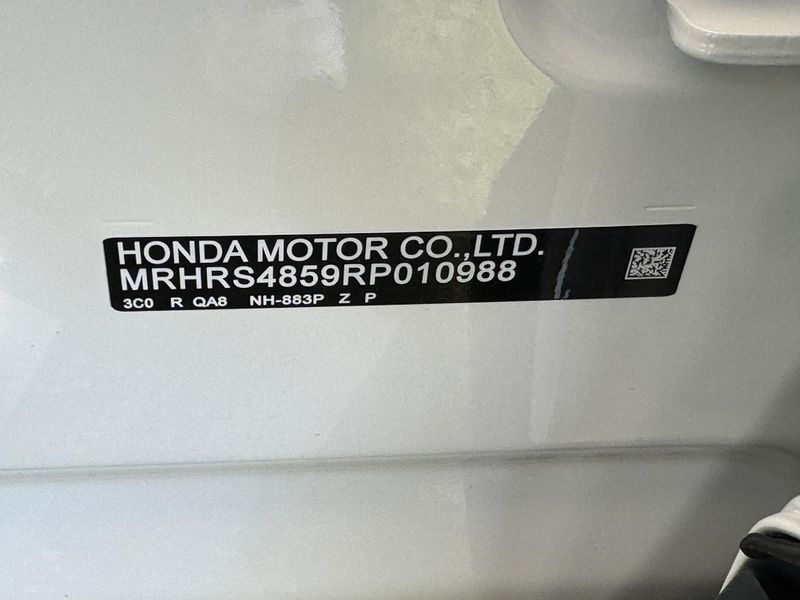 HONDA MOTOR CO.,LTD.
MRHRS4859RP010988
3C0 R QA8 NH-883P Z P